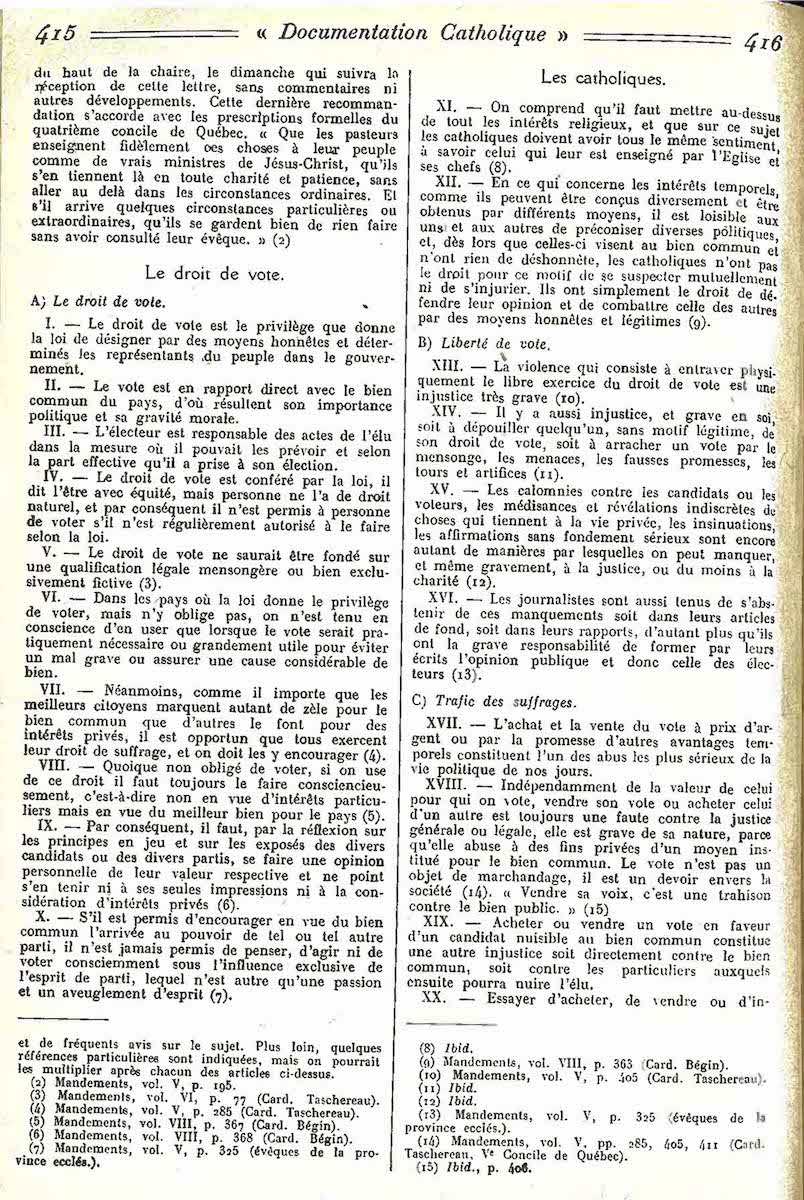 415 « Documentation Catholique » 416
du haut de la chaire, le dimanche qui suivra la
réception de cette lettre, sans commentaires ni
autres développements. Cette dernière recomman-
dation s'accorde avec les prescriptions formelles du
quatrième concile de Québec. « Que les pasteurs
enseignent fidèlement ces choses à leur peuple
comme de vrais ministres de Jésus-Christ, qu'ils
s'en tiennent là en toute charité et patience, sans
aller au delà dans les circonstances ordinaires. Et
s'il arrive quelques circonstances particulières ou
extraordinaires, qu'ils se gardent bien de rien faire
sans avoir consulté leur évêque. » (2)
Le droit de vote.
A) Le droit de vote.
I. — Le droit de vote est le privilège que donne
la loi de désigner par des moyens honnêtes et déter-
minés les représentants du peuple dans le gouver-
nement.
II. — Le vote est en rapport direct avec le bien
commun du pays, d'où résultent son importance
politique et sa gravité morale.
III. — L'électeur est responsable des actes de l'élu
dans la mesure où il pouvait les prévoir et selon
la part effective qu'il a prise à son élection.
IV. — Le droit de vote est conféré par la loi, il
dit l'être avec équité, mais personne ne l'a de droit
naturel, et par conséquent il n'est permis à personne
de voter s'il n'est régulièrement autorisé à le faire
selon la loi.
V. — Le droit de vote ne saurait être fondé sur
une qualification légale mensongère ou bien exclu-
sivement fictive (3).
VI. — Dans les pays où la loi donne le privilège
de voter, mais n'y oblige pas, on n'est tenu en
conscience d'en user que lorsque le vote serait pra-
tiquement nécessaire ou grandement utile pour éviter
un mal grave ou assurer une cause considérable de
bien.
VII. — Néanmoins, comme il importe que les
meilleurs citoyens marquent autant de zèle pour le
bien commun que d'autres le font pour des
intérêts privés, il est opportun que tous exercent
leur droit de suffrage, et on doit les y encourager (4).
VIII. — Quoique non obligé de voter, si on use
de ce droit il faut toujours le faire consciencieu-
sement, c'est-à-dire non en vue d'intérêts particu-
liers mais en vue du meilleur bien pour le pays (5).
IX. — Par conséquent, il faut, par la réflexion sur
les principes en jeu et sur les exposés des divers
candidats ou des divers partis, se faire une opinion
personnelle de leur valeur respective et ne point
s'en tenir ni à ses seules impressions ni à la con-
sidération d'intérêts privés (6).
X. — S'il est permis d'encourager en vue du bien
commun l'arrivée au pouvoir de tel ou tel autre
parti, il n'est jamais permis de penser, d'agir ni de
voter consciemment sous l'influence exclusive de
l'esprit de parti, lequel n'est autre qu'une passion
et un aveuglement d'esprit (7).
et de fréquents avis sur le sujet. Plus loin, quelques
références particulières sont indiquées, mais on pourrait
les multiplier après chacun des articles ci-dessus.
(2) Mandements, vol. V, p. 195.
(3) Mandements, vol. VI, p. 77 (Card. Taschereau).
(4) Mandements, vol. V, p. 285 (Card. Taschereau).
(5) Mandements, vol. VIII, p. 367 (Card. Bégin).
(6) Mandements, vol. VIII, p. 368 (Card. Bégin).
(7) Mandements, vol. V, p. 325 (évêques de la pro-
vince ecclés.).
Les catholiques.
XI. — On comprend qu'il faut mettre au-dessus
de tout les intérêts religieux, et que sur ce sujet
les catholiques doivent avoir tous le même sentiment,
à savoir celui qui leur est enseigné par l'Eglise et
ses chefs (8).
XII. — En ce qui concerne les intérêts temporels,
comme ils peuvent être conçus diversement et être
obtenus par différents moyens, il est loisible aux
uns et aux autres de préconiser diverses politiques,
et, dès lors que celles-ci visent au bien commun et
n'ont rien de déshonnête, les catholiques n'ont pas
le droit pour ce motif de se suspecter mutuellement
ni de s'injurier. Ils ont simplement le droit de dé-
fendre leur opinion et de combattre celle des autres
par des moyens honnêtes et légitimes (9).
B) Liberté de vote.
XIII. — La violence qui consiste à entraver physi-
quement le libre exercice du droit de vote est une
injustice très grave (10).
XIV. — Il y a aussi injustice, et grave en soi,
soit à dépouiller quelqu'un, sans motif légitime, de
son droit de vote, soit à arracher un vote par le
mensonge, les menaces, les fausses promesses, les
tours et artifices (11).
XV. — Les calomnies contre les candidats ou les
voteurs, les médisances et révélations indiscrètes de
choses qui tiennent à la vie privée, les insinuations,
les affirmations sans fondement sérieux sont encore
autant de manières par lesquelles on peut manquer,
et même gravement, à la justice, ou du moins à la
charité (12).
XVI. — Les journalistes sont aussi tenus de s'abs-
tenir de ces manquements soit dans leurs articles
de fond, soit dans leurs rapports, d'autant plus qu'ils
ont la grave responsabilité de former par leurs
écrits l'opinion publique et donc celle des élec-
teurs (13).
C) Trafic des suffrages.
XVII. — L'achat et la vente du vote à prix d'ar-
gent ou par la promesse d'autres avantages tem-
porels constituent l'un des abus les plus sérieux de la
vie politique de nos jours.
XVIII. — Indépendamment de la valeur de celui
pour qui on vote, vendre son vote ou acheter celui
d'un autre est toujours une faute contre la justice
générale ou légale, elle est grave de sa nature, parce
qu'elle abuse à des fins privées d'un moyen ins-
titué pour le bien commun. Le vote n'est pas un
objet de marchandage, il est un devoir envers la
société (14). « Vendre sa voix, c'est une trahison
contre le bien public. » (15)
XIX. — Acheter ou vendre un vote en faveur
d'un candidat nuisible au bien commun constitue
une autre injustice soit directement contre le bien
commun, soit contre les particuliers auxquels
ensuite pourra nuire l'élu.
XX. — Essayer d'acheter, de vendre ou d'in-
(8) Ibid.
(9) Mandements, vol. VIII, p. 363 (Card. Bégin).
(10) Mandements, vol. V, p. 405 (Card. Taschereau).
(11) Ibid.
(12) Ibid.
(13) Mandements, vol. V, p. 325 (évêques de la
province ecclés.).
(14) Mandements, vol. V, pp. 285, 405, 411 (Card.
Taschereau, Vᵉ Concile de Québec).
(15) Ibid., p. 406.